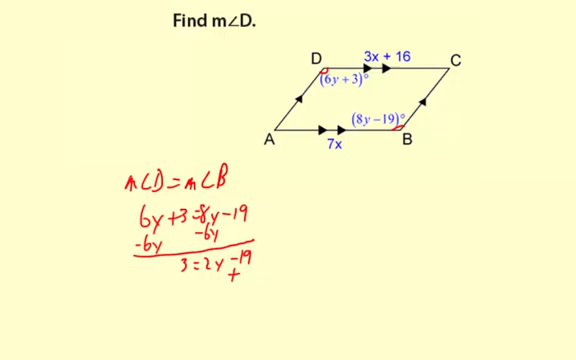 Find m∠D.
D 3x + 16 C
(6y + 3)°
(8y – 19)°
A 7x B
m∠D = m∠B
6y + 3 = 8y – 19
-6y -6y
3 = 2y – 19
+